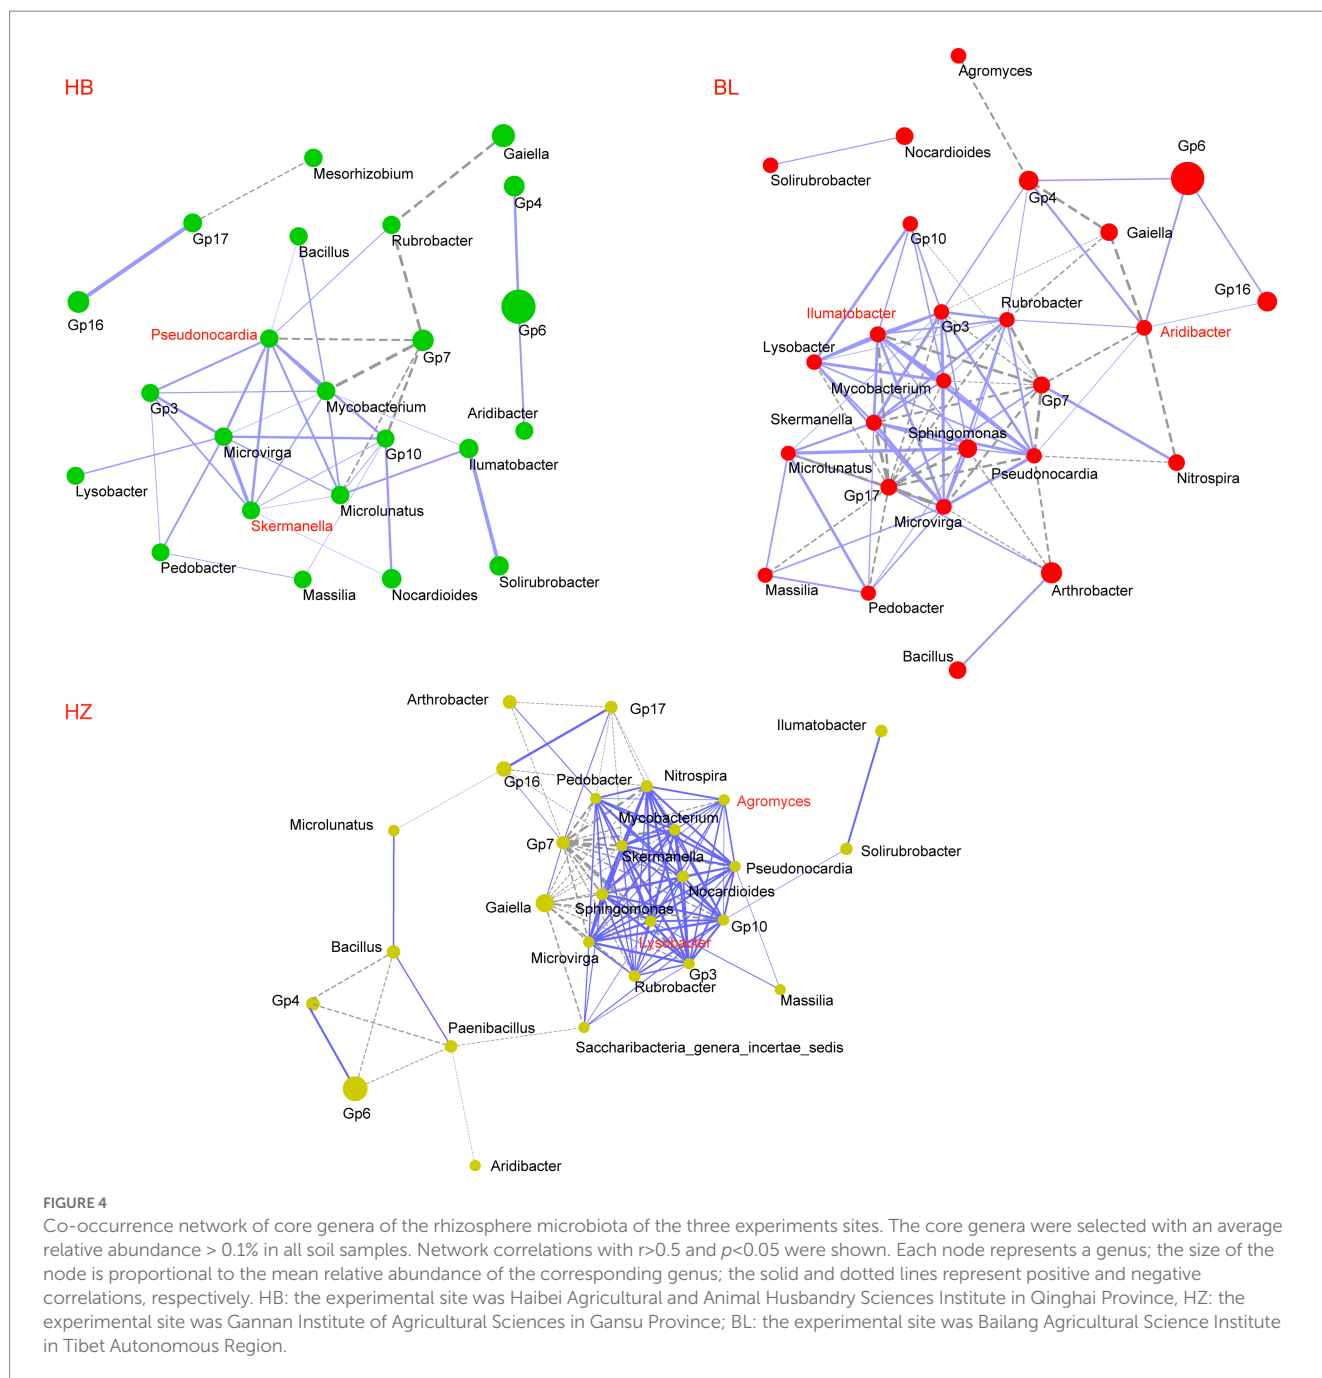 HB
Gaiella
Mesorhizobium
Gp4
Gp17
Rubrobacter
Bacillus
Gp16
Gp6
Pseudonocardia
Gp7
Gp3
Mycobacterium
Aridibacter
Microvirga
Gp10
Ilumatobacter
Lysobacter
Microlunatus
Skermanella
Pedobacter
Massilia
Nocardioides
Solirubrobacter
BL
Agromyces
Nocardioides
Gp6
Solirubrobacter
Gp4
Gaiella
Gp10
Gp16
Rubrobacter
Ilumatobacter
Gp3
Aridibacter
Lysobacter
Mycobacterium
Gp7
Skermanella
Sphingomonas
Microlunatus
Pseudonocardia
Nitrospira
Gp17
Microvirga
Massilia
Pedobacter
Arthrobacter
Bacillus
HZ
Arthrobacter
Gp17
Ilumatobacter
Gp16
Pedobacter
Nitrospira
Agromyces
Microlunatus
Mycobacterium
Gp7
Skermanella
Solirubrobacter
Pseudonocardia
Nocardioides
Gaiella
Sphingomonas
Gp10
Bacillus
Lysobacter
Microvirga
Gp3
Rubrobacter
Gp4
Massilia
Paenibacillus
Saccharibacteria_genera_incertae_sedis
Gp6
Aridibacter
FIGURE 4
Co-occurrence network of core genera of the rhizosphere microbiota of the three experiments sites. The core genera were selected with an average
relative abundance > 0.1% in all soil samples. Network correlations with r>0.5 and p<0.05 were shown. Each node represents a genus; the size of the
node is proportional to the mean relative abundance of the corresponding genus; the solid and dotted lines represent positive and negative
correlations, respectively. HB: the experimental site was Haibei Agricultural and Animal Husbandry Sciences Institute in Qinghai Province, HZ: the
experimental site was Gannan Institute of Agricultural Sciences in Gansu Province; BL: the experimental site was Bailang Agricultural Science Institute
in Tibet Autonomous Region.